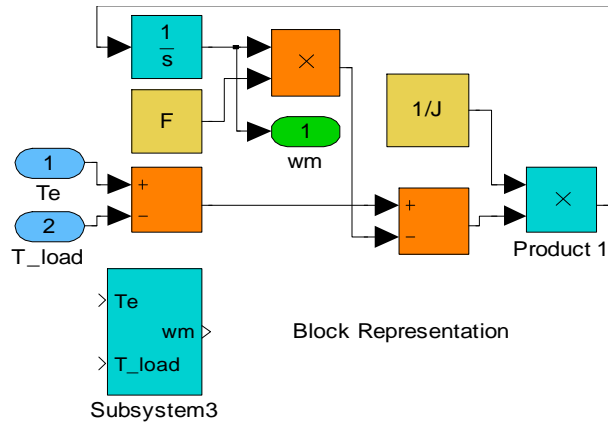 1
s
×
F
1
wm
1/J
1
Te
+
−
2
T_load
+
−
×
Product 1
Te
wm
T_load
Subsystem3
Block Representation